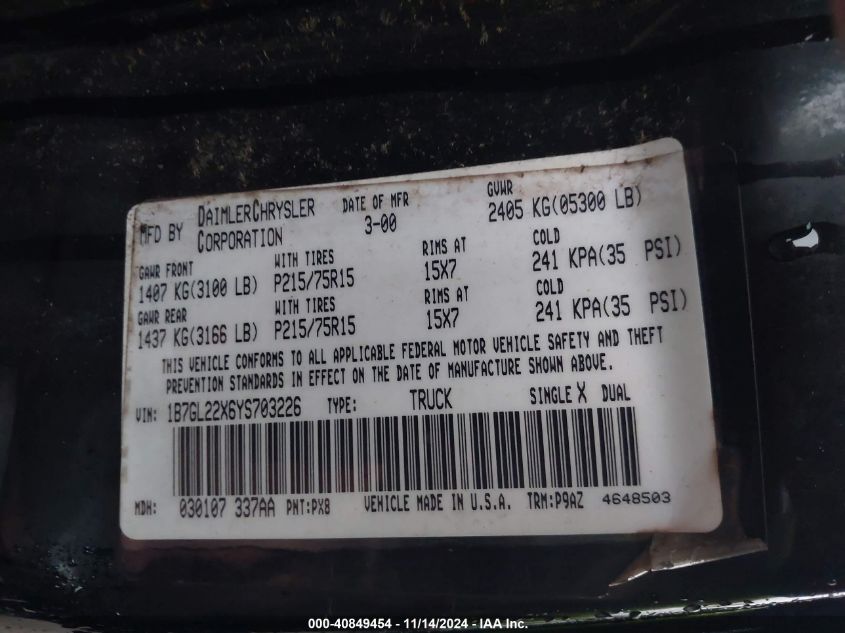 MFD BY DAIMLERCHRYSLER CORPORATION DATE OF MFR 3-00 GVWR 2405 KG(05300 LB)
GAWR FRONT WITH TIRES RIMS AT COLD
1407 KG(3100 LB) P215/75R15 15X7 241 KPA(35 PSI)
GAWR REAR WITH TIRES RIMS AT COLD
1437 KG(3166 LB) P215/75R15 15X7 241 KPA(35 PSI)
THIS VEHICLE CONFORMS TO ALL APPLICABLE FEDERAL MOTOR VEHICLE SAFETY AND THEFT
PREVENTION STANDARDS IN EFFECT ON THE DATE OF MANUFACTURE SHOWN ABOVE.
VIN: 1B7GL22X6YS703226 TYPE: TRUCK SINGLE X DUAL
MDH: 030107 337AA PNT:PX8 VEHICLE MADE IN U.S.A. TRM:P9AZ 4648503
000-40849454 - 11/14/2024 - IAA Inc.